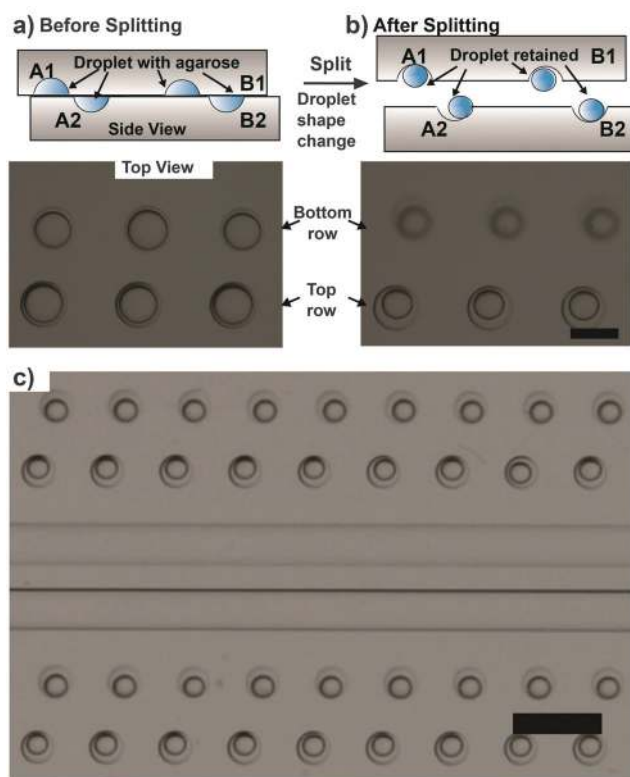 a) Before Splitting
Droplet with agarose
A1
B1
A2
B2
Side View
Top View
Split
Droplet
shape
change
b) After Splitting
A1
Droplet retained
B1
A2
B2
Bottom
row
Top
row
c)